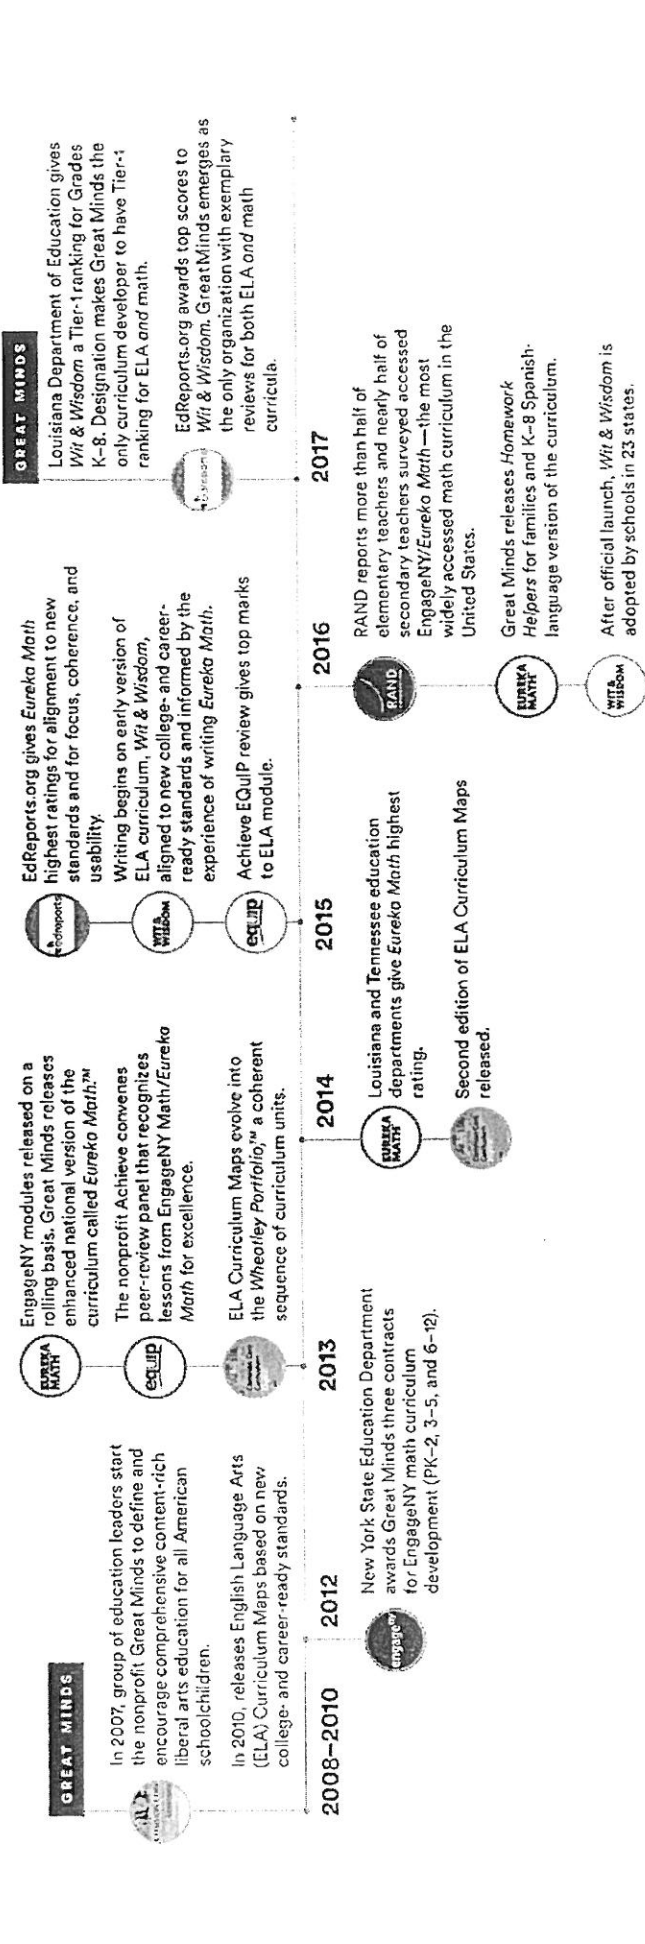 GREAT MINDS
In 2007, group of education leaders start
the nonprofit Great Minds to define and
encourage comprehensive content-rich
liberal arts education for all American
schoolchildren.
In 2010, releases English Language Arts
(ELA) Curriculum Maps based on new
college- and career-ready standards.
2008–2010
2012
engage
New York State Education Department
awards Great Minds three contracts
for EngageNY math curriculum
development (PK–2, 3–5, and 6–12).
EUREKA
MATH
EngageNY modules released on a
rolling basis. Great Minds releases
enhanced national version of the
curriculum called Eureka Math.™
equip
The nonprofit Achieve convenes
peer-review panel that recognizes
lessons from EngageNY Math/Eureka
Math for excellence.
ELA Curriculum Maps evolve into
the Wheatley Portfolio,™ a coherent
sequence of curriculum units.
2013
2014
EUREKA
MATH
Louisiana and Tennessee education
departments give Eureka Math highest
rating.
Second edition of ELA Curriculum Maps
released.
edreports
EdReports.org gives Eureka Math
highest ratings for alignment to new
standards and for focus, coherence, and
usability.
WIT &
WISDOM
Writing begins on early version of
ELA curriculum, Wit & Wisdom,
aligned to new college- and career-
ready standards and informed by the
experience of writing Eureka Math.
equip
Achieve EQuIP review gives top marks
to ELA module.
2015
2016
RAND
RAND reports more than half of
elementary teachers and nearly half of
secondary teachers surveyed accessed
EngageNY/Eureka Math—the most
widely accessed math curriculum in the
United States.
EUREKA
MATH
Great Minds releases Homework
Helpers for families and K–8 Spanish-
language version of the curriculum.
WIT &
WISDOM
After official launch, Wit & Wisdom is
adopted by schools in 23 states.
GREAT MINDS
Louisiana Department of Education gives
Wit & Wisdom a Tier-1 ranking for Grades
K–8. Designation makes Great Minds the
only curriculum developer to have Tier-1
ranking for ELA and math.
EdReports.org awards top scores to
Wit & Wisdom. GreatMinds emerges as
the only organization with exemplary
reviews for both ELA and math
curricula.
2017